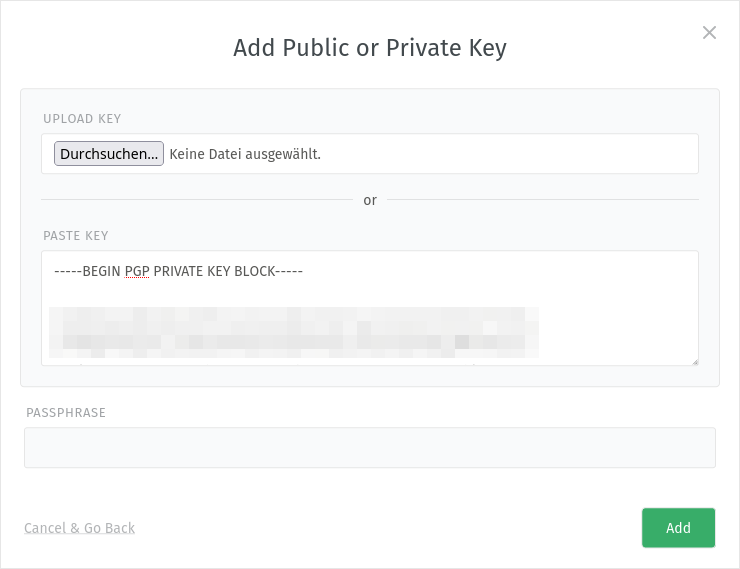 Add Public or Private Key
UPLOAD KEY
Durchsuchen... Keine Datei ausgewählt.
or
PASTE KEY
-----BEGIN PGP PRIVATE KEY BLOCK-----
PASSPHRASE
Cancel & Go Back
Add